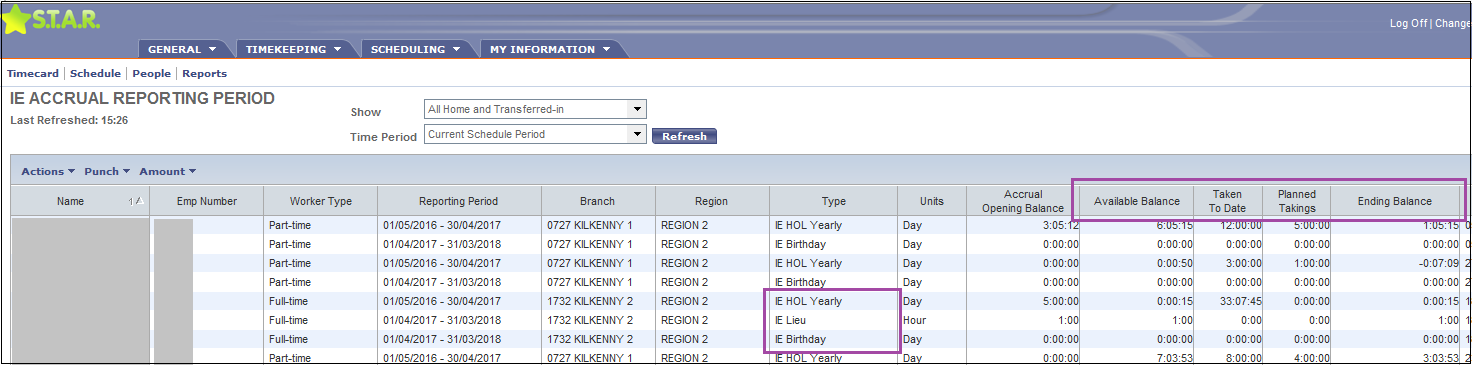 S.T.A.R.
Log Off | Change
GENERAL TIMEKEEPING SCHEDULING MY INFORMATION
Timecard | Schedule | People | Reports
IE ACCRUAL REPORTING PERIOD
Last Refreshed: 15:26
Show All Home and Transferred-in
Time Period Current Schedule Period Refresh
Actions Punch Amount
Name 1 Emp Number Worker Type Reporting Period Branch Region Type Units Accrual Opening Balance Available Balance Taken To Date Planned Takings Ending Balance
Part-time 01/05/2016 - 30/04/2017 0727 KILKENNY 1 REGION 2 IE HOL Yearly Day 3:05:12 6:05:15 12:00:00 5:00:00 1:05:15
Part-time 01/04/2017 - 31/03/2018 0727 KILKENNY 1 REGION 2 IE Birthday Day 0:00:00 0:00:00 0:00:00 0:00:00 0:00:00
Part-time 01/05/2016 - 30/04/2017 0727 KILKENNY 1 REGION 2 IE HOL Yearly Day 0:00:00 0:00:50 3:00:00 1:00:00 -0:07:09
Part-time 01/04/2017 - 31/03/2018 0727 KILKENNY 1 REGION 2 IE Birthday Day 0:00:00 0:00:00 0:00:00 0:00:00 0:00:00
Full-time 01/05/2016 - 30/04/2017 1732 KILKENNY 2 REGION 2 IE HOL Yearly Day 5:00:00 0:00:15 33:07:45 0:00:00 0:00:15
Full-time 01/04/2017 - 31/03/2018 1732 KILKENNY 2 REGION 2 IE Lieu Hour 1:00 1:00 0:00 0:00 1:00
Full-time 01/04/2017 - 31/03/2018 1732 KILKENNY 2 REGION 2 IE Birthday Day 0:00:00 0:00:00 0:00:00 0:00:00 0:00:00
Part-time 01/05/2016 - 30/04/2017 0727 KILKENNY 1 REGION 2 IE HOL Yearly Day 0:00:00 7:03:53 8:00:00 4:00:00 3:03:53